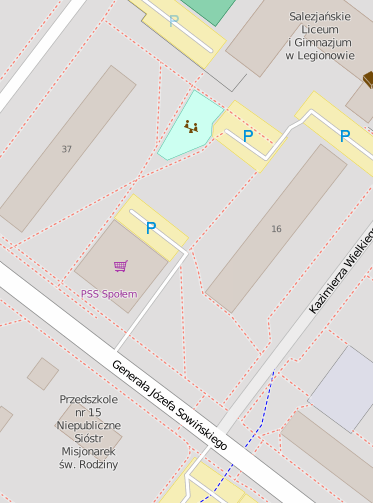 P
Salezjańskie
Liceum
i Gimnazjum
w Legionowie
P
P
37
P
16
Kazimierza Wielkie
PSS Społem
Generała Józefa Sowińskiego
Przedszkole
nr 15
Niepubliczne
Sióstr
Misjonarek
św. Rodziny